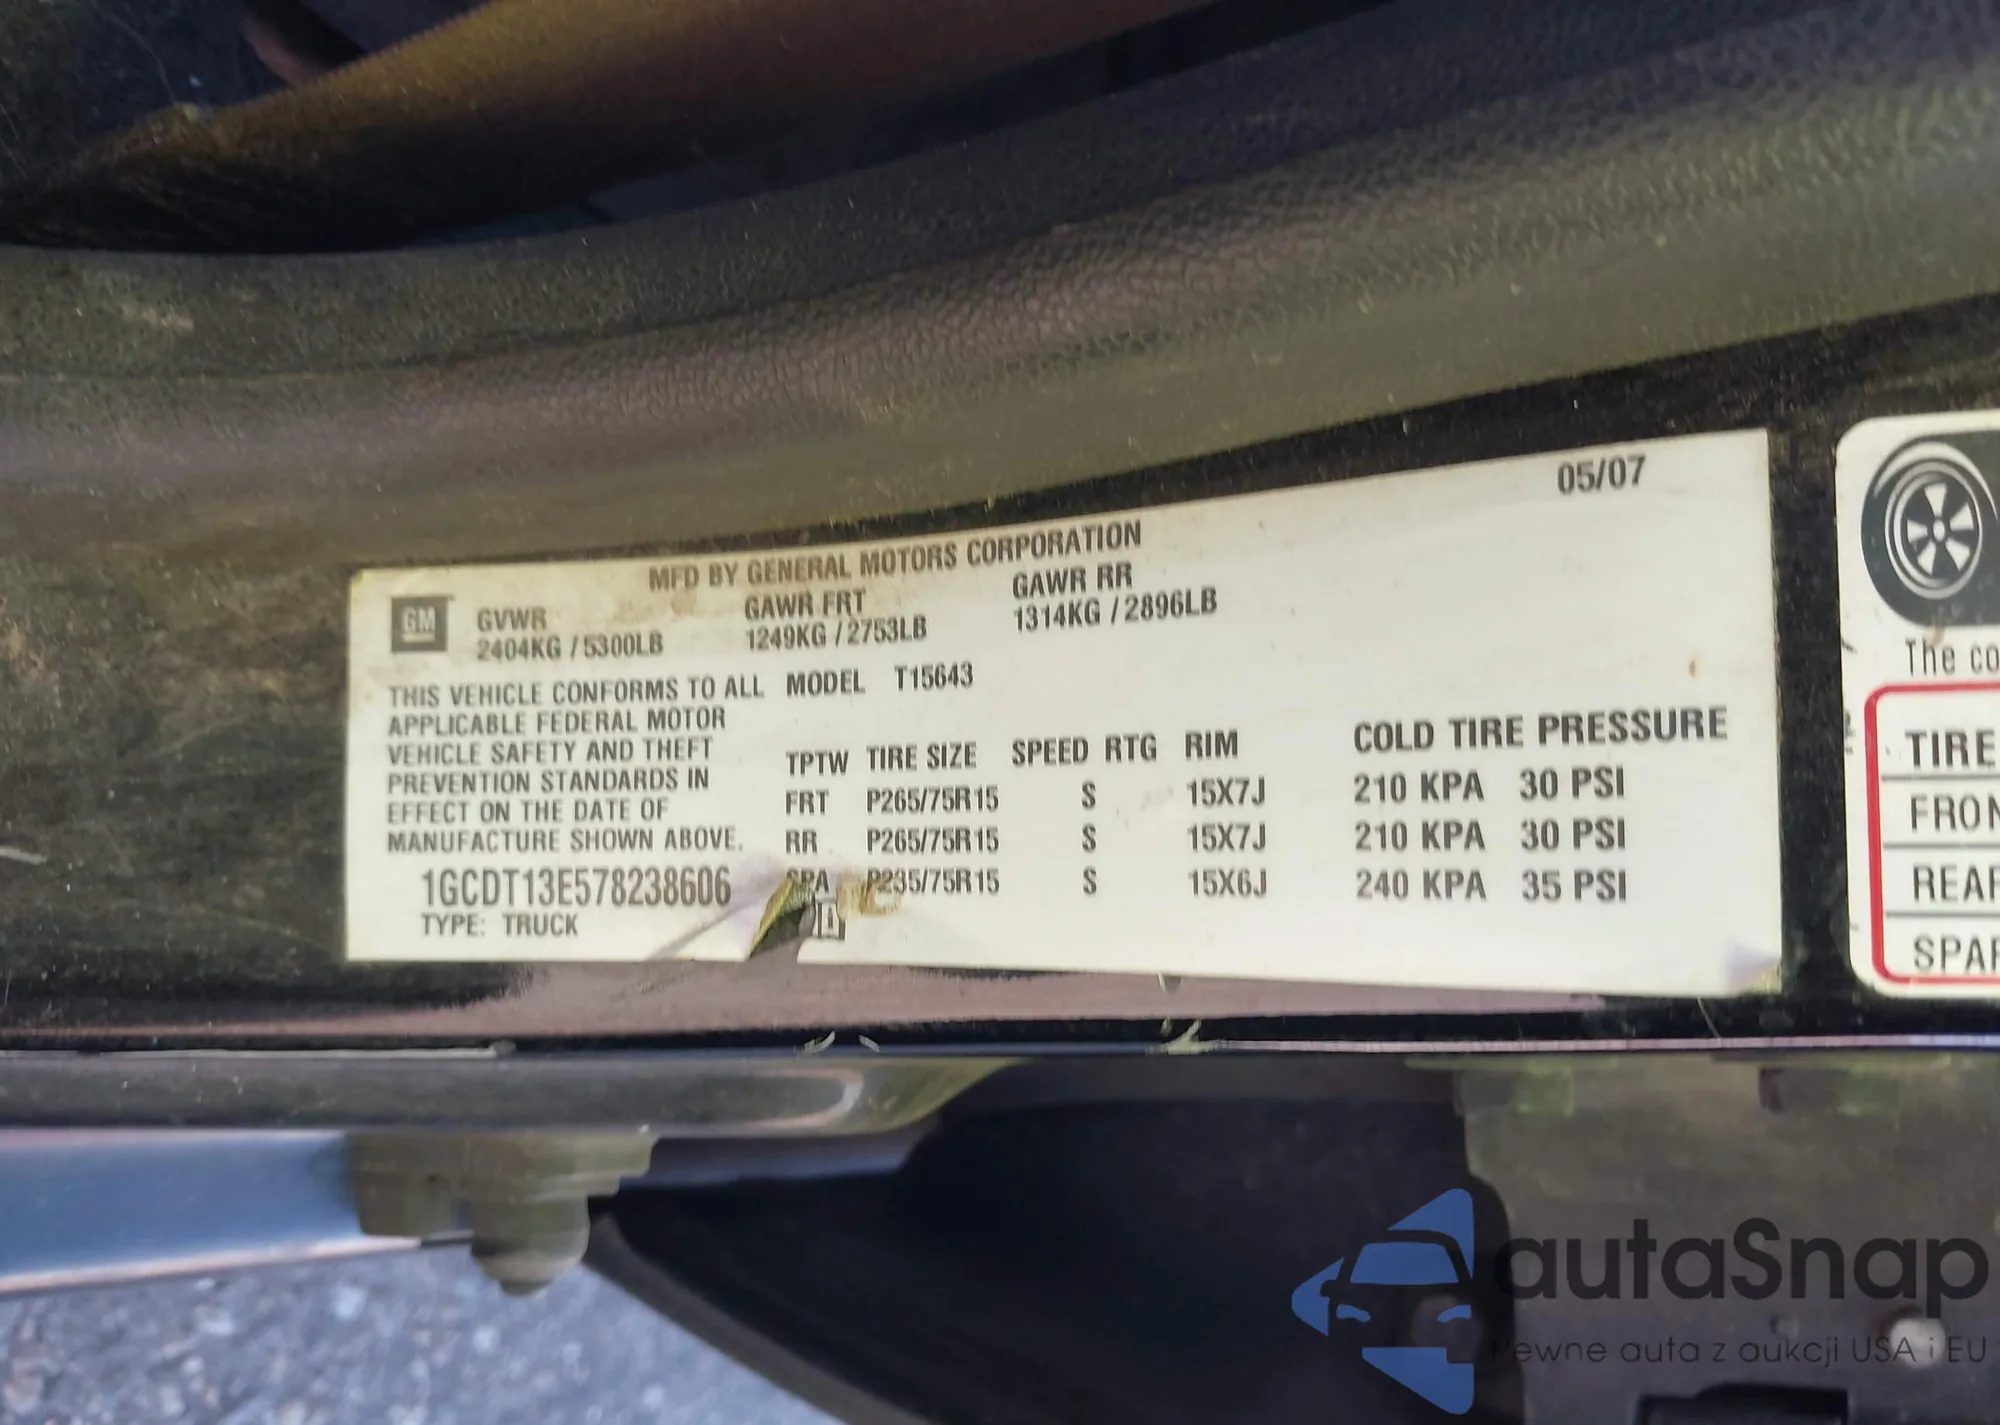 05/07
MFD BY GENERAL MOTORS CORPORATION
GM
GVWR GAWR FRT GAWR RR
2404KG / 5300LB 1249KG / 2753LB 1314KG / 2896LB
THIS VEHICLE CONFORMS TO ALL
APPLICABLE FEDERAL MOTOR
VEHICLE SAFETY AND THEFT
PREVENTION STANDARDS IN
EFFECT ON THE DATE OF
MANUFACTURE SHOWN ABOVE.
1GCDT13E578238606
TYPE: TRUCK
MODEL T15643
TPTW TIRE SIZE SPEED RTG RIM COLD TIRE PRESSURE
FRT P265/75R15 S 15X7J 210 KPA 30 PSI
RR P265/75R15 S 15X7J 210 KPA 30 PSI
SPA P235/75R15 S 15X6J 240 KPA 35 PSI
The co
TIRE
FRON
REAR
SPAR
autaSnap
Pewne auta z aukcji USA i EU